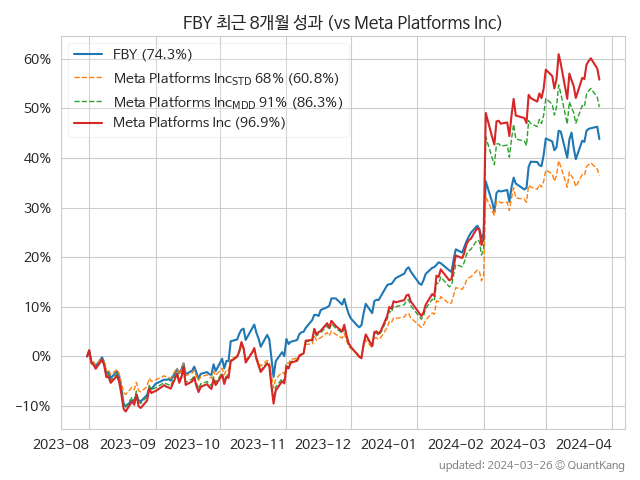 FBY 최근 8개월 성과 (vs Meta Platforms Inc)
FBY (74.3%)
Meta Platforms IncSTD 68% (60.8%)
Meta Platforms IncMDD 91% (86.3%)
Meta Platforms Inc (96.9%)
60%
50%
40%
30%
20%
10%
0%
−10%
2023-08 2023-09 2023-10 2023-11 2023-12 2024-01 2024-02 2024-03 2024-04
updated: 2024-03-26 © QuantKang